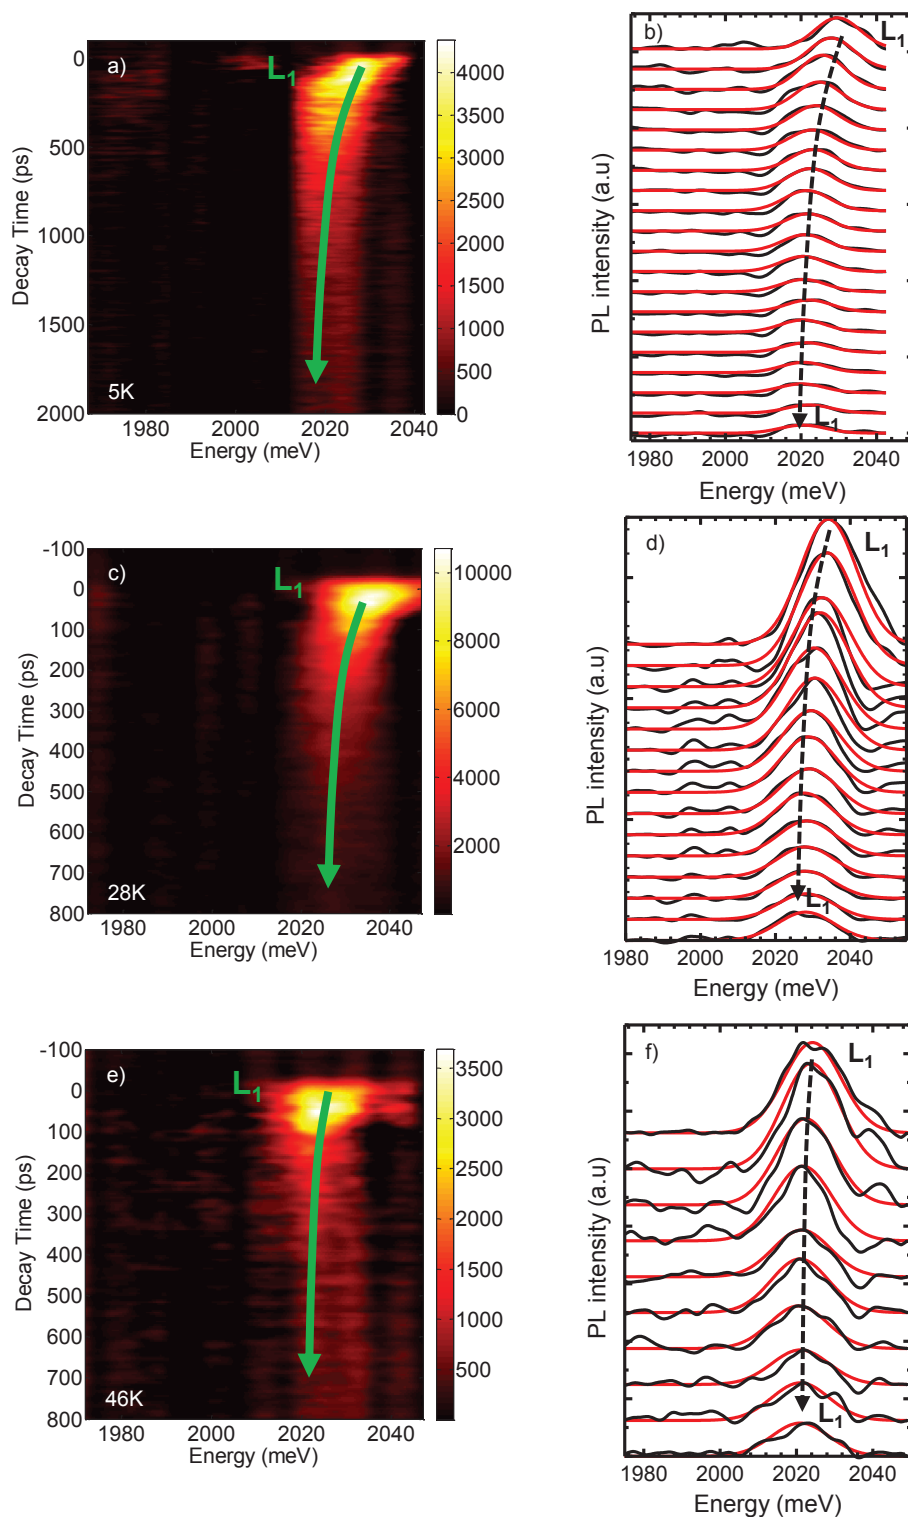 a)
L1
5K
0
500
1000
1500
2000
Decay Time (ps)
1980 2000 2020 2040
Energy (meV)
4000
3500
3000
2500
2000
1500
1000
500
0
b)
L1
L1
PL intensity (a.u)
1980 2000 2020 2040
Energy (meV)
c)
L1
28K
-100
0
100
200
300
400
500
600
700
800
Decay Time (ps)
1980 2000 2020 2040
Energy (meV)
10000
8000
6000
4000
2000
d)
L1
L1
PL intensity (a.u)
1980 2000 2020 2040
Energy (meV)
e)
L1
46K
-100
0
100
200
300
400
500
600
700
800
Decay Time (ps)
1980 2000 2020 2040
Energy (meV)
3500
3000
2500
2000
1500
1000
500
f)
L1
L1
PL intensity (a.u)
1980 2000 2020 2040
Energy (meV)